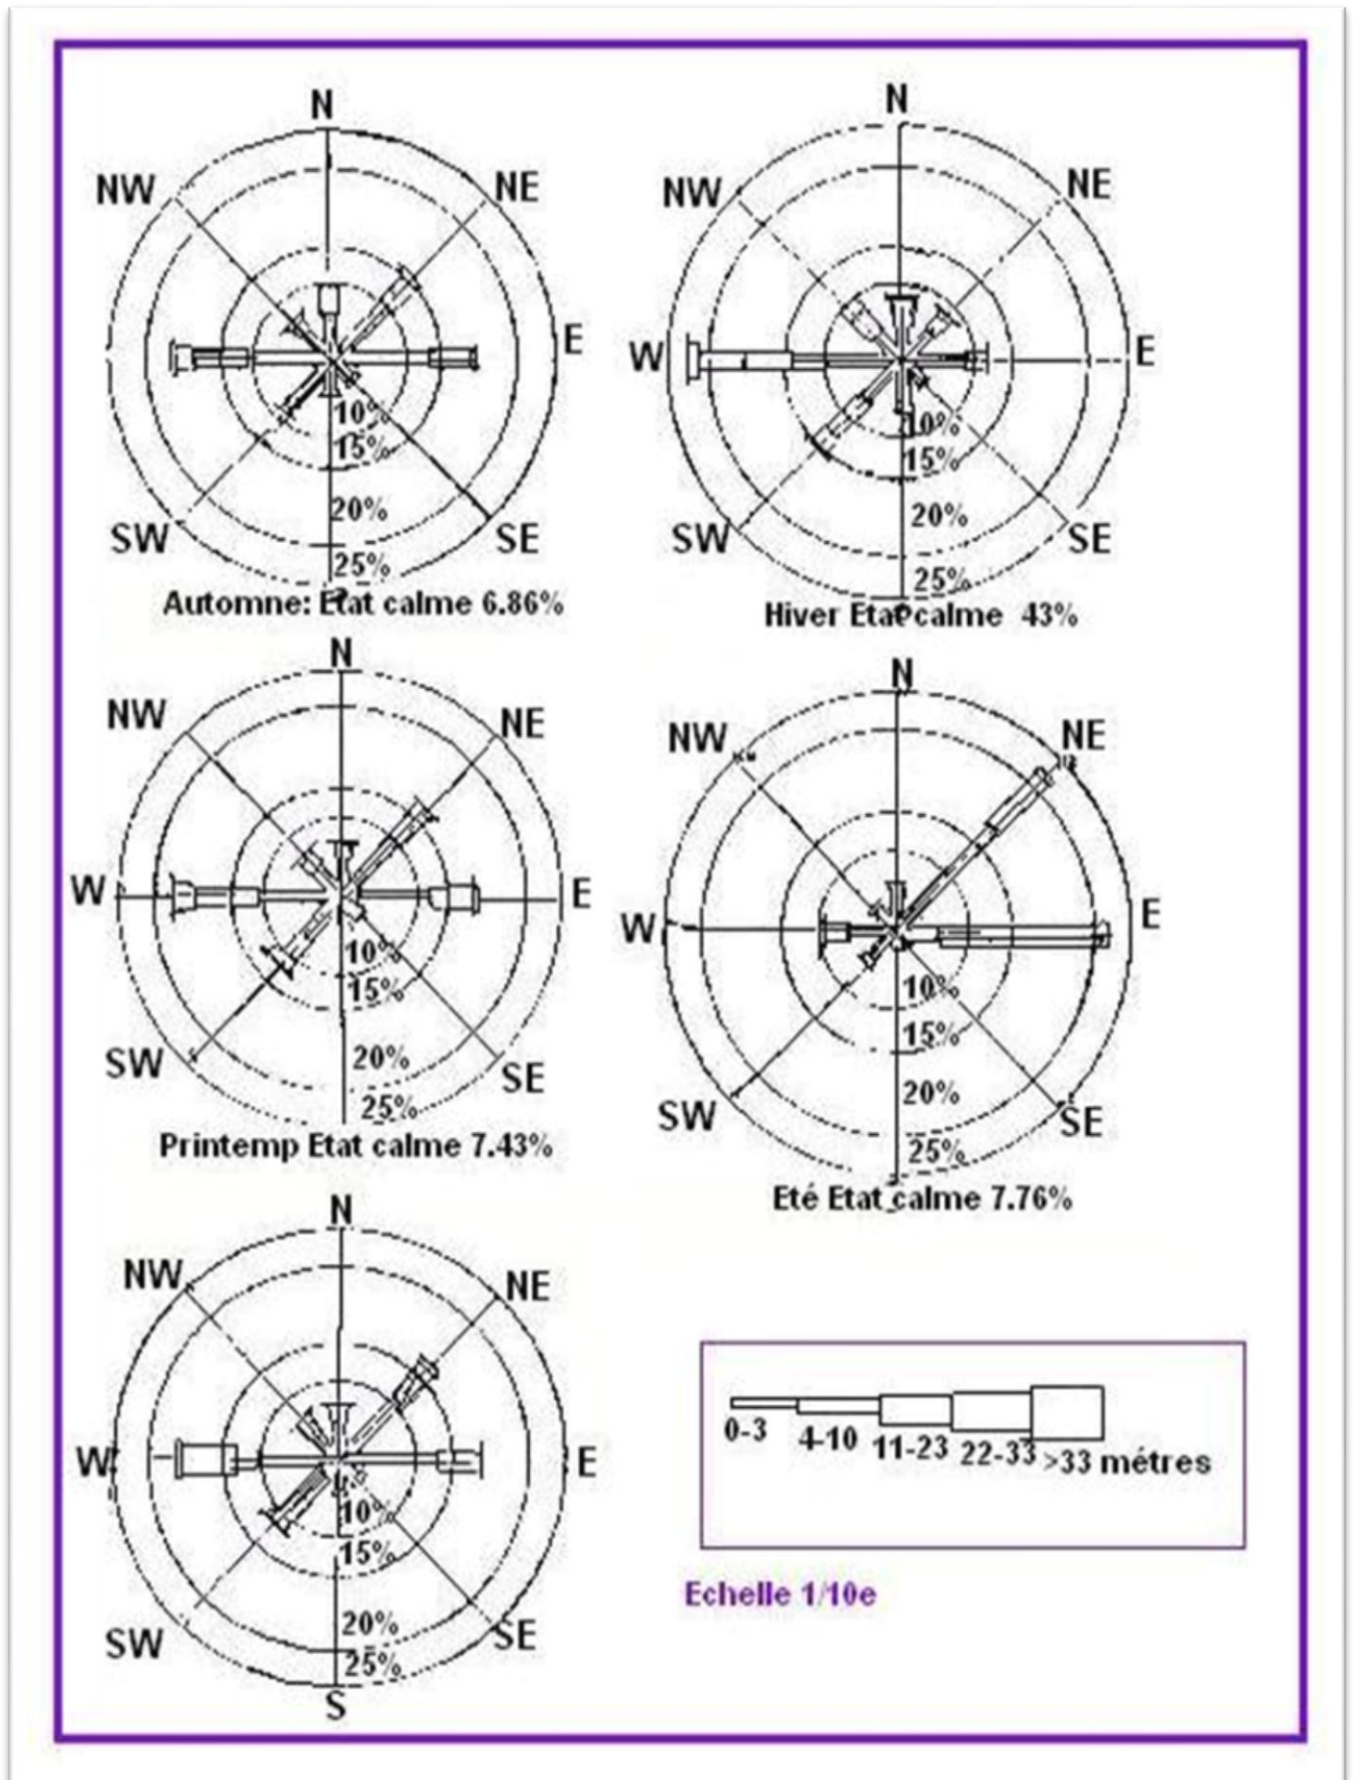 N
NW NE
E
10%
15%
20%
SW SE
25%
Automne: Etat calme 6.86%
N
NW NE
W E
10%
15%
20%
SW SE
25%
Hiver Etat calme 43%
N
NW NE
W E
10%
15%
20%
SW SE
25%
Printemp Etat calme 7.43%
N
NW NE
W E
10%
15%
20%
SW SE
25%
Eté Etat calme 7.76%
N
NW NE
W E
10%
15%
20%
SW SE
25%
S
0-3 4-10 11-23 22-33 >33 métres
Echelle 1/10e